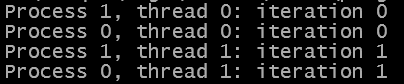 Process 1, thread 0: iteration 0
Process 0, thread 0: iteration 0
Process 1, thread 1: iteration 1
Process 0, thread 1: iteration 1